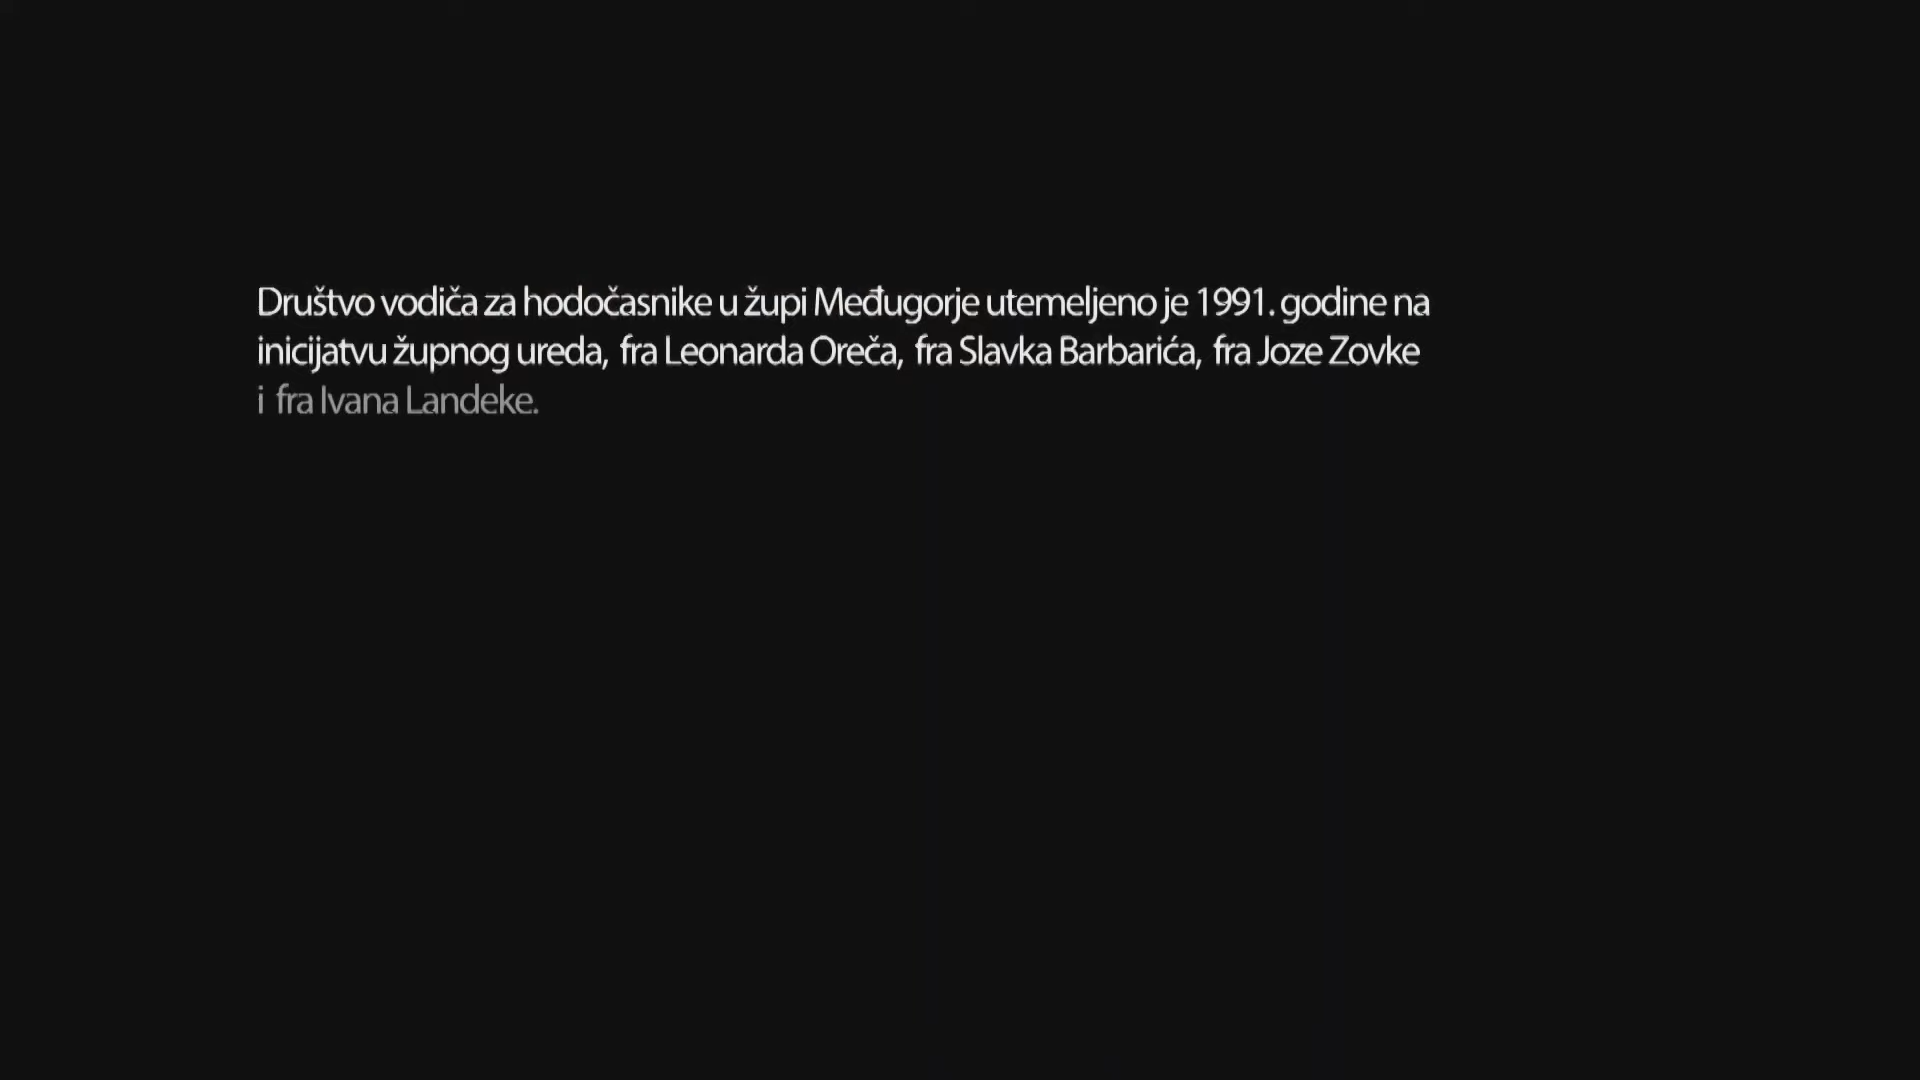 Društvo vodiča za hodočasnike u župi Međugorje utemeljeno je 1991. godine na
inicijatvu župnog ureda, fra Leonarda Oreča, fra Slavka Barbarića, fra Joze Zovke
i fra Ivana Landeke.